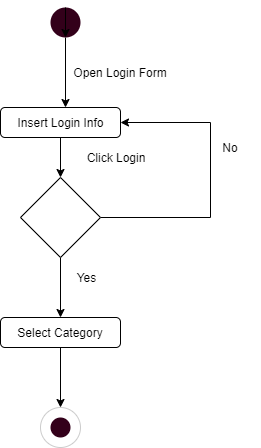 Open Login Form
Insert Login Info
Click Login
No
Yes
Select Category